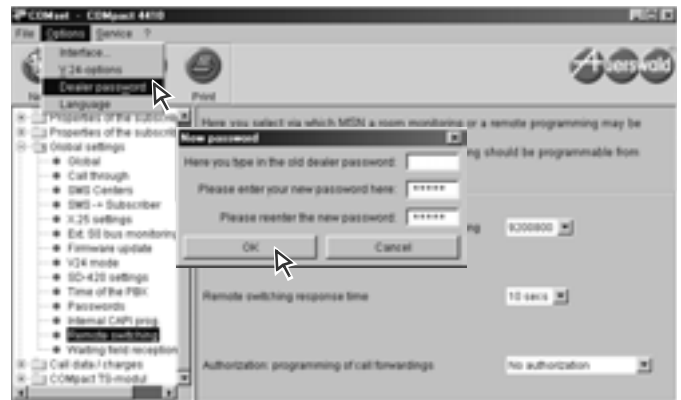 COMset - COMpact 4410
File Options Service ?
Interface...
V.24-options
Dealer password
Language
Print
Auerswald
Properties of the
Properties of the
Global settings
Global
Call through
SMS Centers
SMS -> Subscriber
X.25 settings
Ext. S0 bus monitoring
Firmware update
V24 mode
SD-420 settings
Time of the PBX
Passwords
Internal CAPI prog.
Remote switching
Waiting field reception
Call data / charges
COMpact TS-modul
Here you select via which MSN a room monitoring or a remote programming may be
should be programmable from
New password
Here you type in the old dealer password:
Please enter your new password here: *****
Please reenter the new password: *****
OK Cancel
9200800
Remote switching response time 10 secs
Authorization: programming of call forwardings No authorization